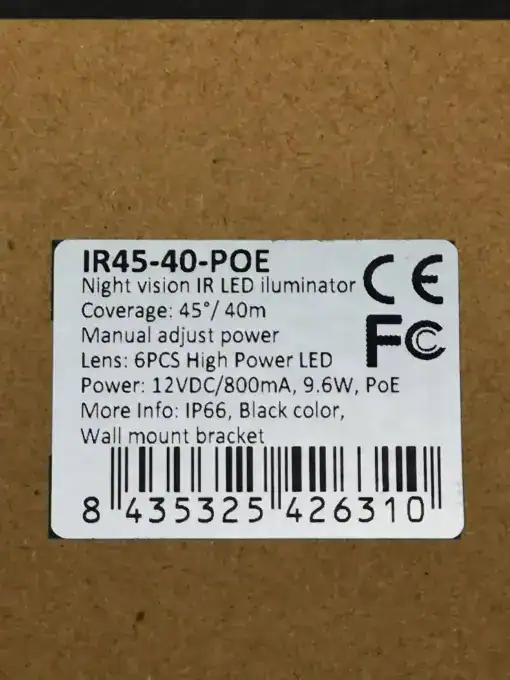 IR45-40-POE
Night vision IR LED iluminator
Coverage: 45°/ 40m
Manual adjust power
Lens: 6PCS High Power LED
Power: 12VDC/800mA, 9.6W, PoE
More Info: IP66, Black color,
Wall mount bracket
CE
FC
8 435325 426310